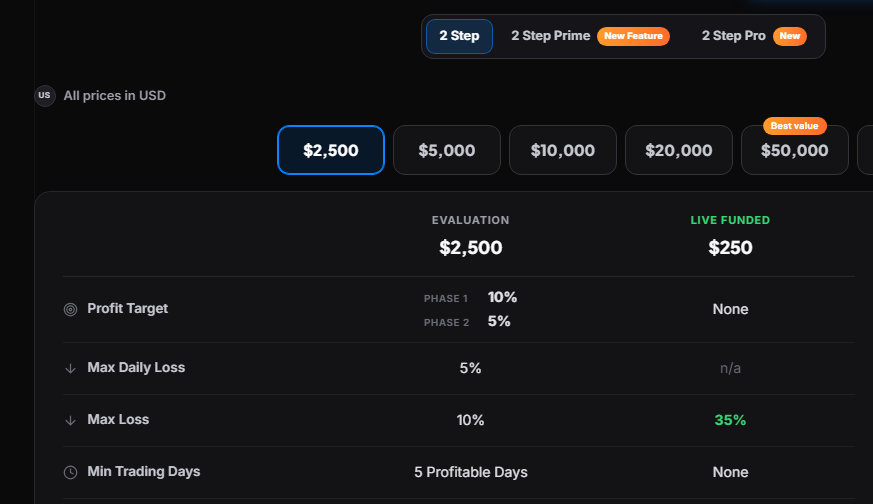 2 Step 2 Step Prime New Feature 2 Step Pro New
US All prices in USD
Best value
$2,500 $5,000 $10,000 $20,000 $50,000
EVALUATION LIVE FUNDED
$2,500 $250
Profit Target PHASE 1 10% None
PHASE 2 5%
Max Daily Loss 5% n/a
Max Loss 10% 35%
Min Trading Days 5 Profitable Days None